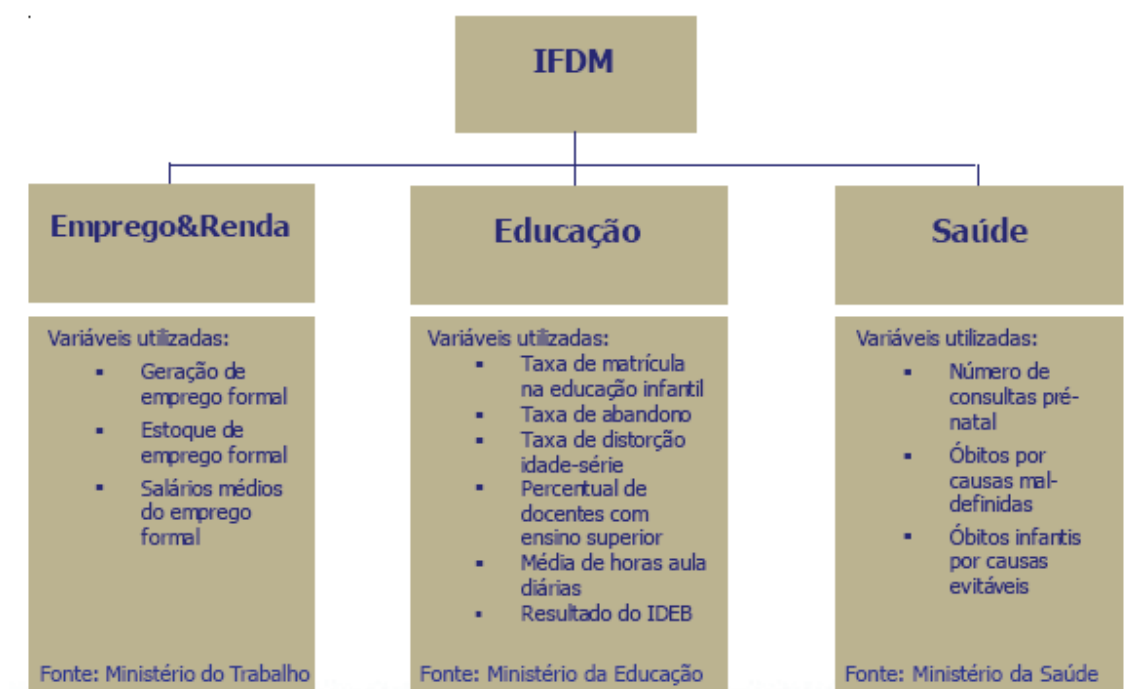 IFDM
Emprego&Renda
Variáveis utilizadas:
▪ Geração de
emprego formal
▪ Estoque de
emprego formal
▪ Salários médios
do emprego
formal
Fonte: Ministério do Trabalho
Educação
Variáveis utilizadas:
▪ Taxa de matrícula
na educação infantil
▪ Taxa de abandono
▪ Taxa de distorção
idade-série
▪ Percentual de
docentes com
ensino superior
▪ Média de horas aula
diárias
▪ Resultado do IDEB
Fonte: Ministério da Educação
Saúde
Variáveis utilizadas:
▪ Número de
consultas pré-
natal
▪ Óbitos por
causas mal-
definidas
▪ Óbitos infantis
por causas
evitáveis
Fonte: Ministério da Saúde